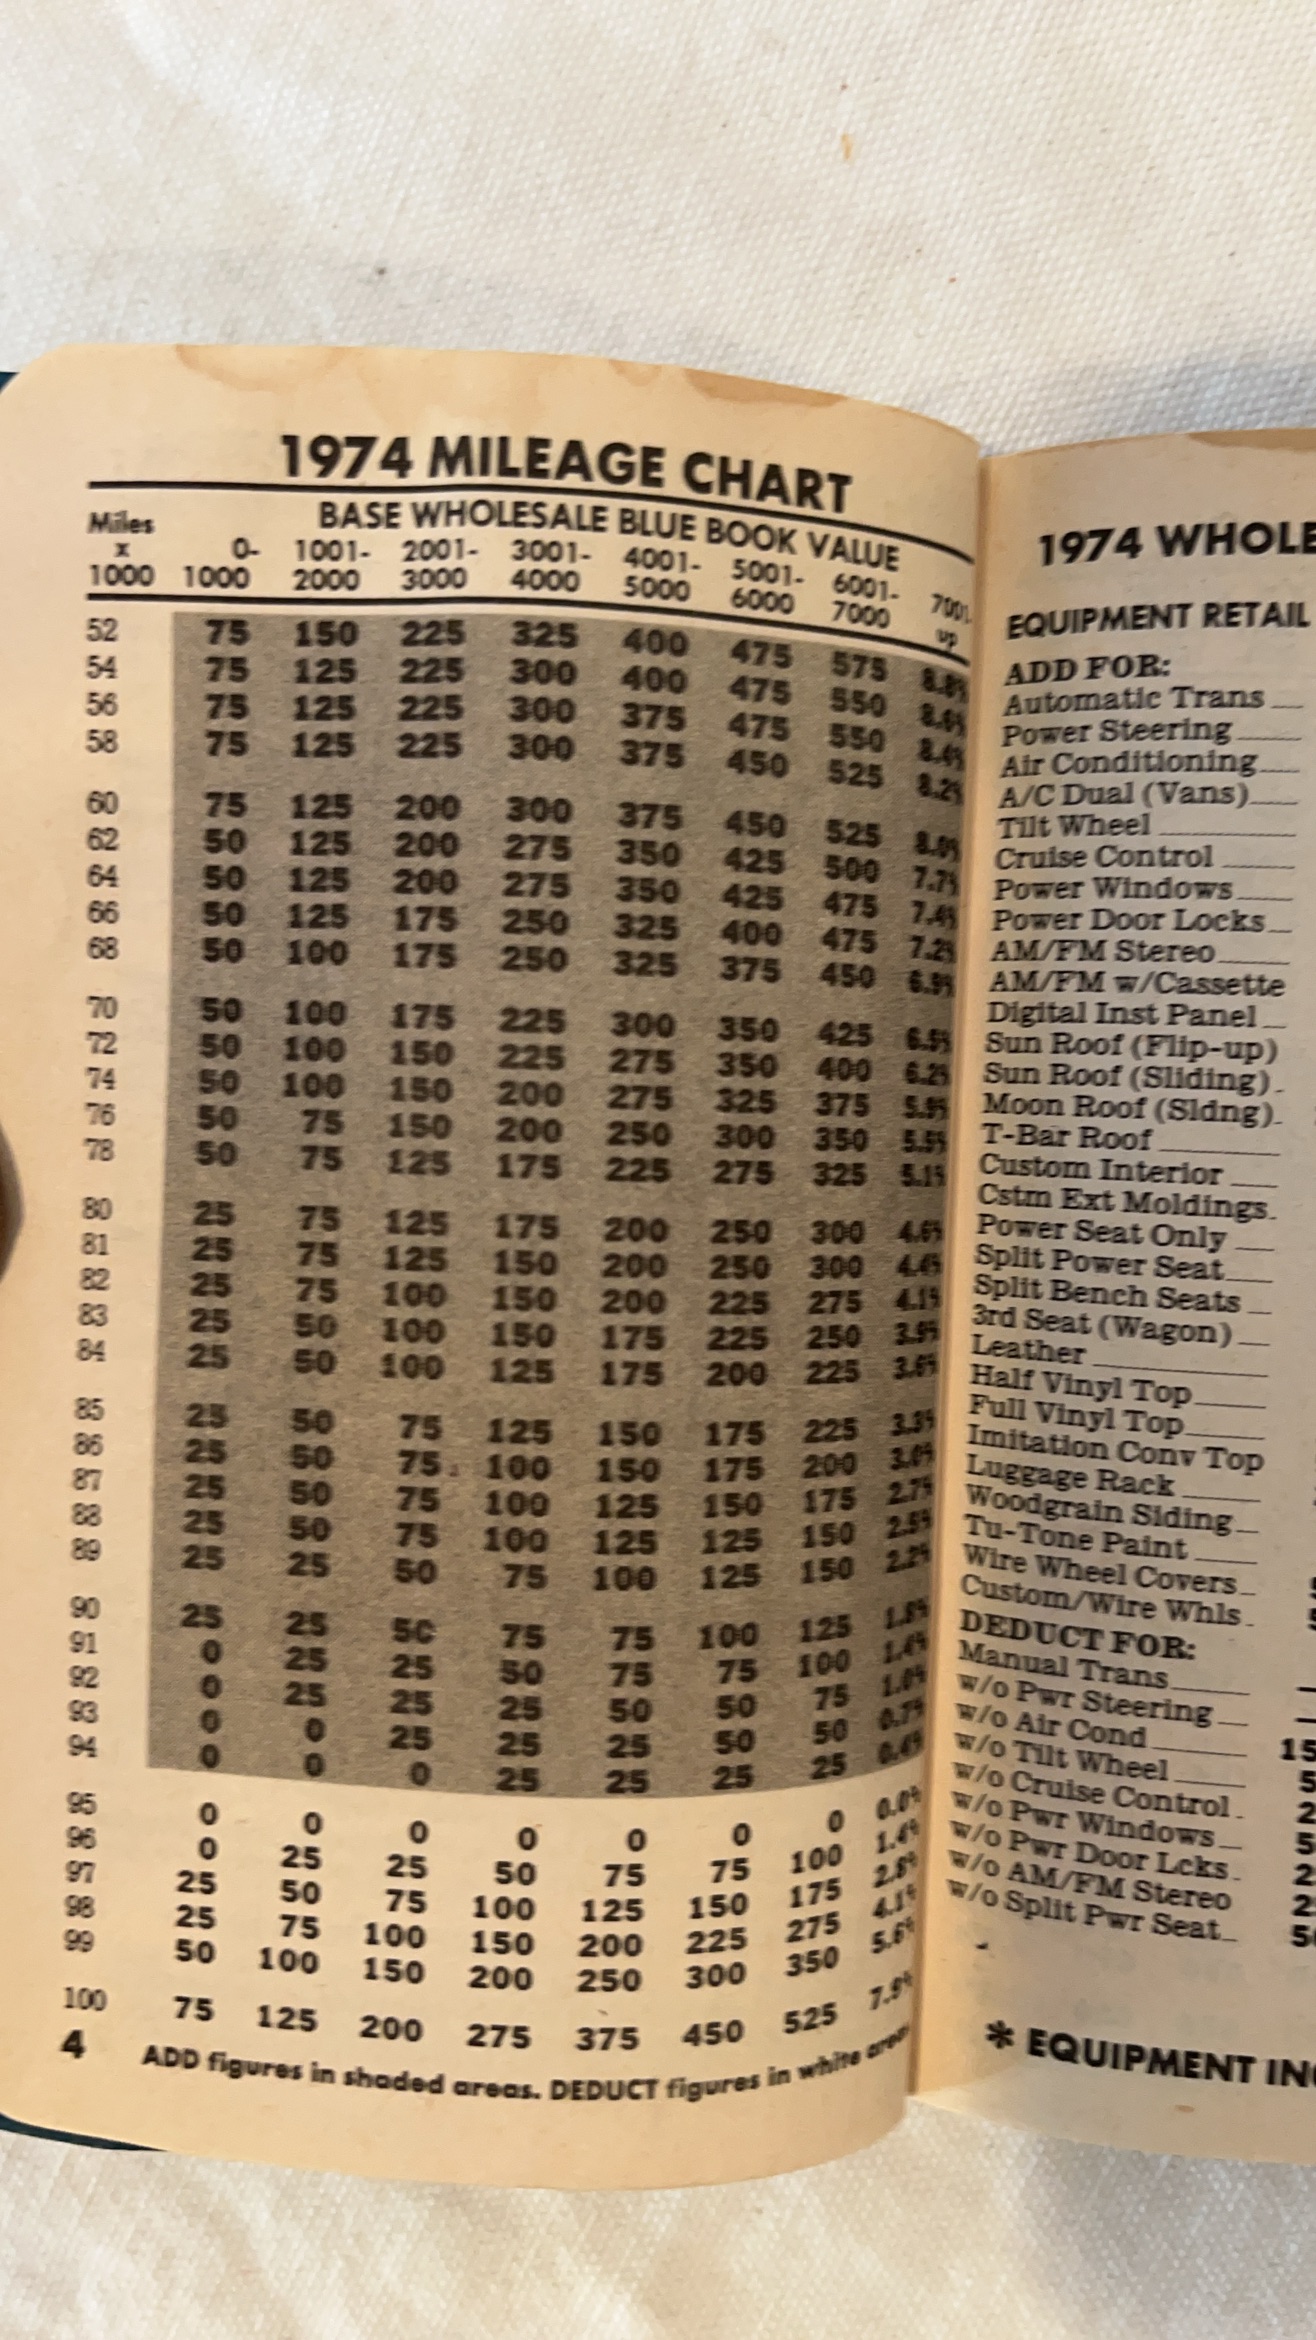 1974 MILEAGE CHART
BASE WHOLESALE BLUE BOOK VALUE
Miles x 1000 0-1000 1001-2000 2001-3000 3001-4000 4001-5000 5001-6000 6001-7000 7001 up
52 75 150 225 325 400 475 575 8.8%
54 75 125 225 300 400 475 550 8.6%
56 75 125 225 300 375 475 550 8.4%
58 75 125 225 300 375 450 525 8.2%
60 75 125 200 300 375 450 525 8.0%
62 50 125 200 275 350 425 500 7.7%
64 50 125 200 275 350 425 475 7.4%
66 50 125 175 250 325 400 475 7.2%
68 50 100 175 250 325 375 450 6.9%
70 50 100 175 225 300 350 425 6.5%
72 50 100 150 225 275 350 400 6.2%
74 50 100 150 200 275 325 375 5.9%
76 50 75 150 200 250 300 350 5.5%
78 50 75 125 175 225 275 325 5.1%
80 25 75 125 175 200 250 300 4.6%
81 25 75 125 150 200 250 300 4.4%
82 25 75 100 150 200 225 275 4.1%
83 25 50 100 150 175 225 250 3.9%
84 25 50 100 125 175 200 225 3.6%
85 25 50 75 125 150 175 225 3.3%
86 25 50 75 100 150 175 200 3.0%
87 25 50 75 100 125 150 175 2.7%
88 25 50 75 100 125 125 150 2.5%
89 25 25 50 75 100 125 150 2.2%
90 25 25 50 75 75 100 125 1.8%
91 0 25 25 50 75 75 100 1.4%
92 0 25 25 25 50 50 75 1.0%
93 0 0 25 25 25 50 50 0.7%
94 0 0 0 25 25 25 25 0.4%
95 0 0 0 0 0 0 0 0.0%
96 0 25 25 50 75 75 100 1.4%
97 25 50 75 100 125 150 175 2.8%
98 25 75 100 150 200 225 275 4.1%
99 50 100 150 200 250 300 350 5.6%
100 75 125 200 275 375 450 525 7.9%
4 ADD figures in shaded areas. DEDUCT figures in white areas
1974 WHOLE
EQUIPMENT RETAIL
ADD FOR:
Automatic Trans
Power Steering
Air Conditioning
A/C Dual (Vans)
Tilt Wheel
Cruise Control
Power Windows
Power Door Locks
AM/FM Stereo
AM/FM w/Cassette
Digital Inst Panel
Sun Roof (Flip-up)
Sun Roof (Sliding)
Moon Roof (Sldng)
T-Bar Roof
Custom Interior
Cstm Ext Moldings
Power Seat Only
Split Power Seat
Split Bench Seats
3rd Seat (Wagon)
Leather
Half Vinyl Top
Full Vinyl Top
Imitation Conv Top
Luggage Rack
Woodgrain Siding
Tu-Tone Paint
Wire Wheel Covers
Custom/Wire Whls
DEDUCT FOR:
Manual Trans
w/o Pwr Steering
w/o Air Cond 15
w/o Tilt Wheel 5
w/o Cruise Control 2
w/o Pwr Windows 5
w/o Pwr Door Lcks 2
w/o AM/FM Stereo 2
w/o Split Pwr Seat 5
* EQUIPMENT IN